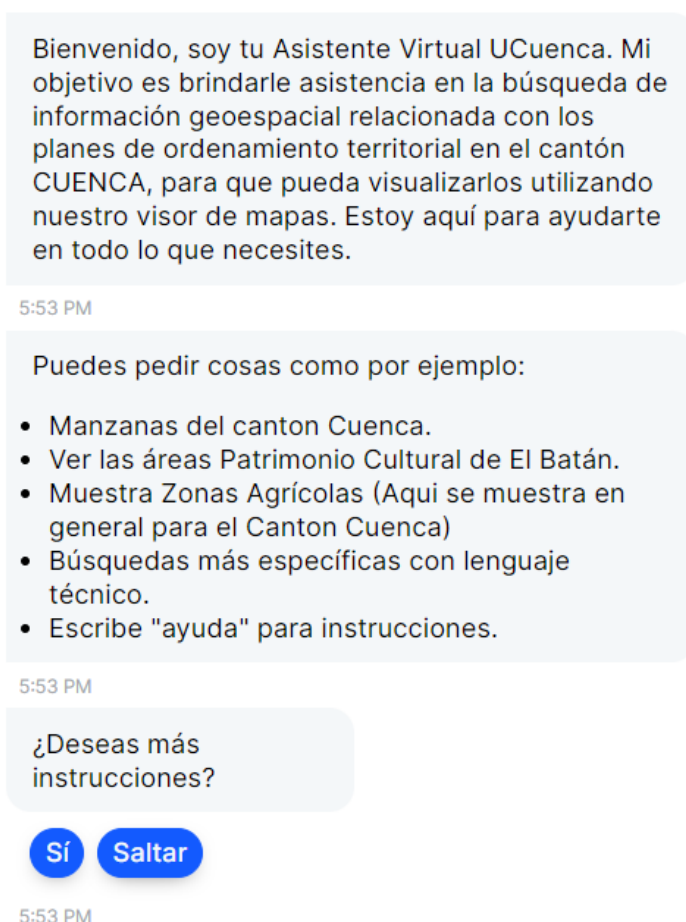 Bienvenido, soy tu Asistente Virtual UCuenca. Mi
objetivo es brindarle asistencia en la búsqueda de
información geoespacial relacionada con los
planes de ordenamiento territorial en el cantón
CUENCA, para que pueda visualizarlos utilizando
nuestro visor de mapas. Estoy aquí para ayudarte
en todo lo que necesites.
5:53 PM
Puedes pedir cosas como por ejemplo:
• Manzanas del canton Cuenca.
• Ver las áreas Patrimonio Cultural de El Batán.
• Muestra Zonas Agrícolas (Aqui se muestra en
general para el Canton Cuenca)
• Búsquedas más específicas con lenguaje
técnico.
• Escribe "ayuda" para instrucciones.
5:53 PM
¿Deseas más
instrucciones?
Sí Saltar
5:53 PM